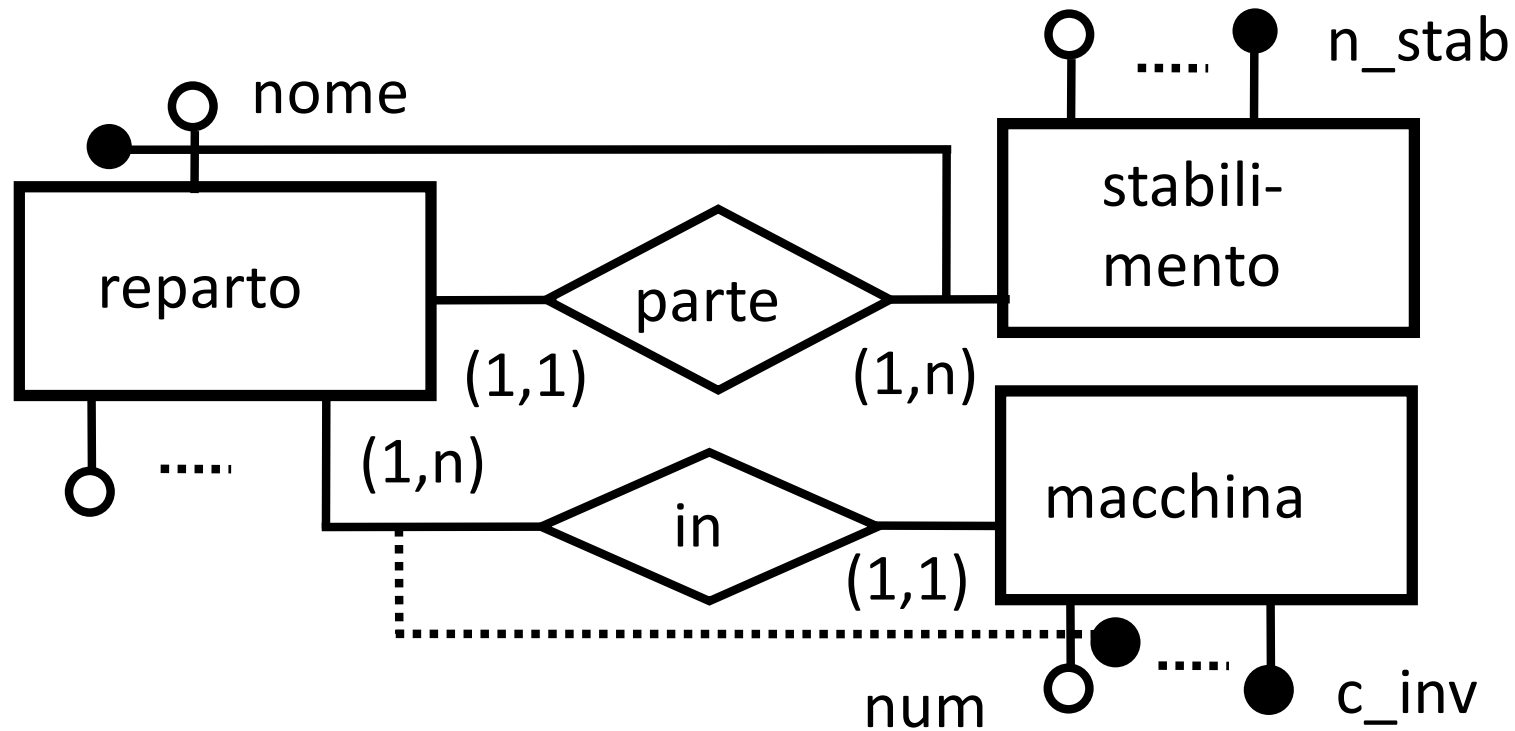 n_stab
nome
stabili-
mento
reparto
parte
(1,1)
(1,n)
(1,n)
macchina
in
(1,1)
num
c_inv